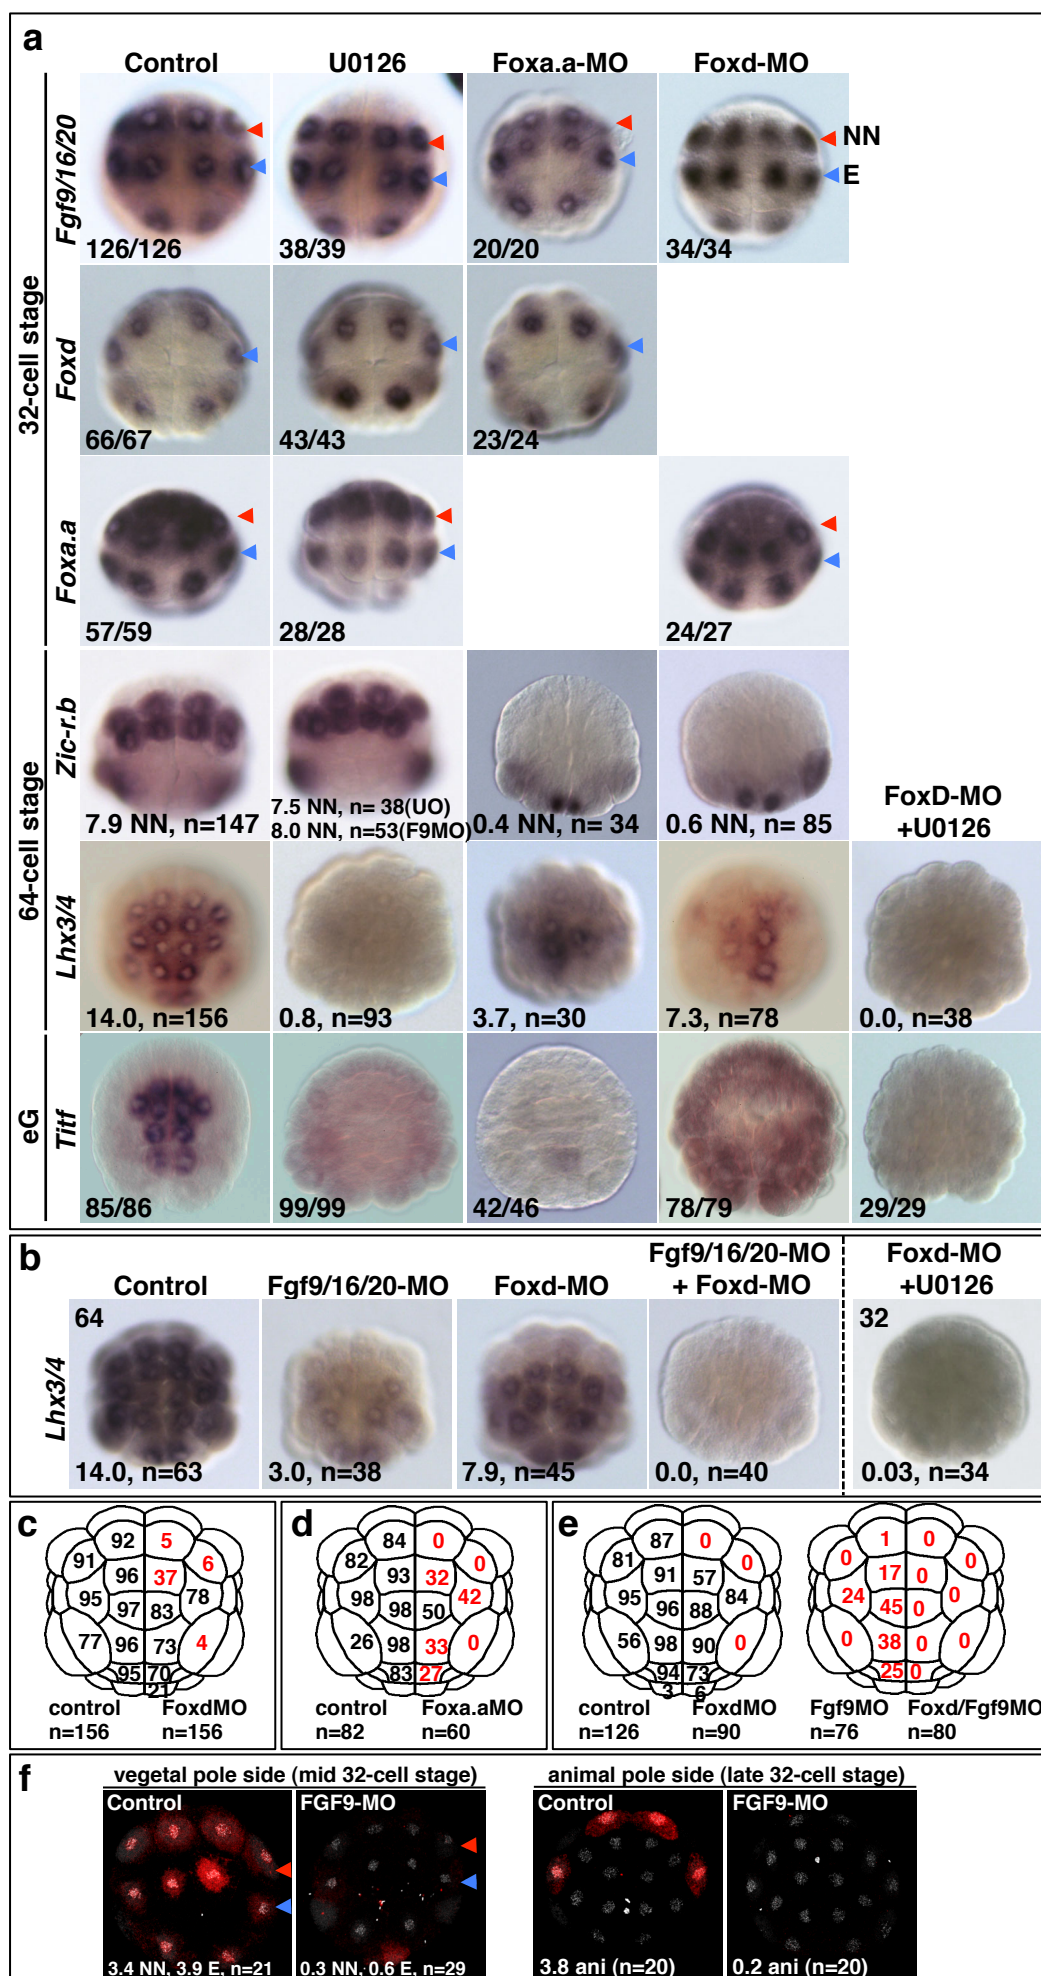 a
Control
U0126
Foxa.a-MO
Foxd-MO
32-cell stage
Fgf9/16/20
NN
E
126/126
38/39
20/20
34/34
Foxd
66/67
43/43
23/24
Foxa.a
57/59
28/28
24/27
64-cell stage
Zic-r.b
7.9 NN, n=147
7.5 NN, n= 38(UO)
8.0 NN, n=53(F9MO)
0.4 NN, n= 34
0.6 NN, n= 85
FoxD-MO
+U0126
Lhx3/4
14.0, n=156
0.8, n=93
3.7, n=30
7.3, n=78
0.0, n=38
eG
Titf
85/86
99/99
42/46
78/79
29/29
b
Control
Fgf9/16/20-MO
Foxd-MO
Fgf9/16/20-MO
+ Foxd-MO
Foxd-MO
+U0126
64
32
Lhx3/4
14.0, n=63
3.0, n=38
7.9, n=45
0.0, n=40
0.03, n=34
c
92 5
91 6
96 37
95 78
97 83
77 96 73 4
95 70
21
control FoxdMO
n=156 n=156
d
84 0
82 0
93 32
98 42
98 50
26 98 33 0
83 27
control Foxa.aMO
n=82 n=60
e
87 0
81 0
91 57
95 84
96 88
56 98 90 0
94 73
3 6
control FoxdMO
n=126 n=90
1 0
0 0
17 0
24 0
45 0
0 38 0 0
25 0
Fgf9MO Foxd/Fgf9MO
n=76 n=80
f
vegetal pole side (mid 32-cell stage)
animal pole side (late 32-cell stage)
Control
FGF9-MO
Control
FGF9-MO
3.4 NN, 3.9 E, n=21
0.3 NN, 0.6 E, n=29
3.8 ani (n=20)
0.2 ani (n=20)